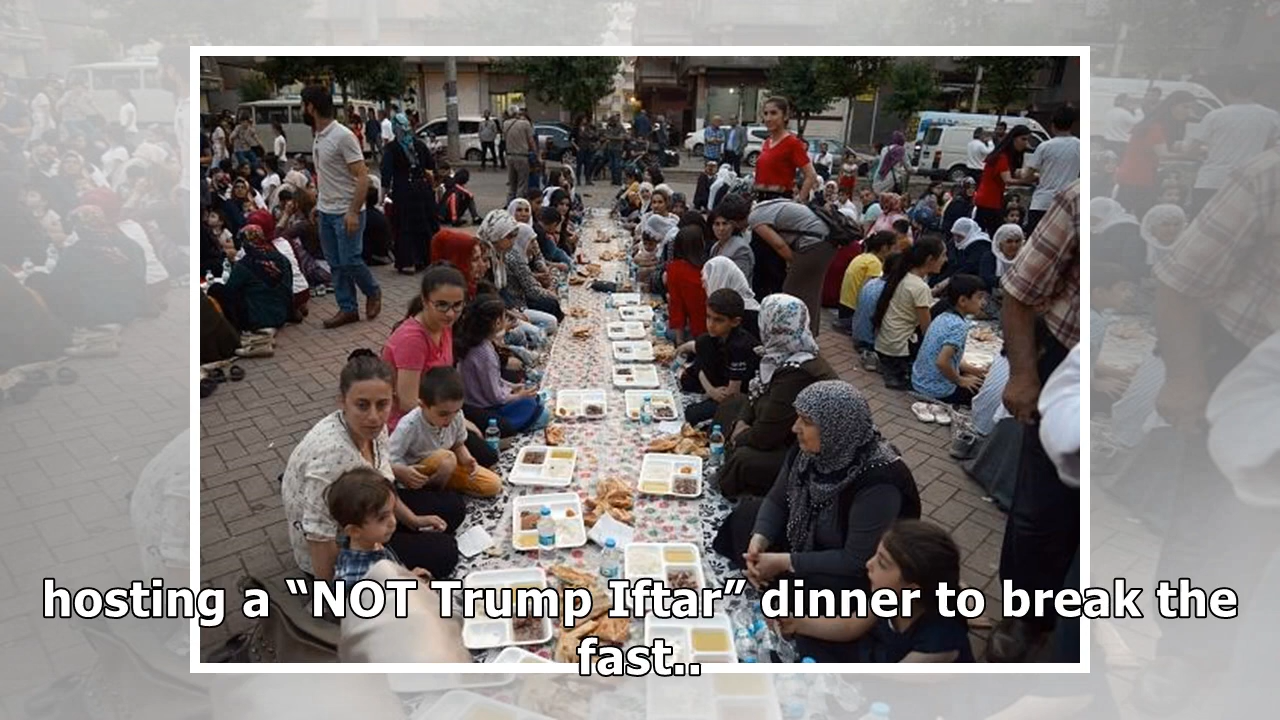 hosting a “NOT Trump Iftar” dinner to break the
fast..